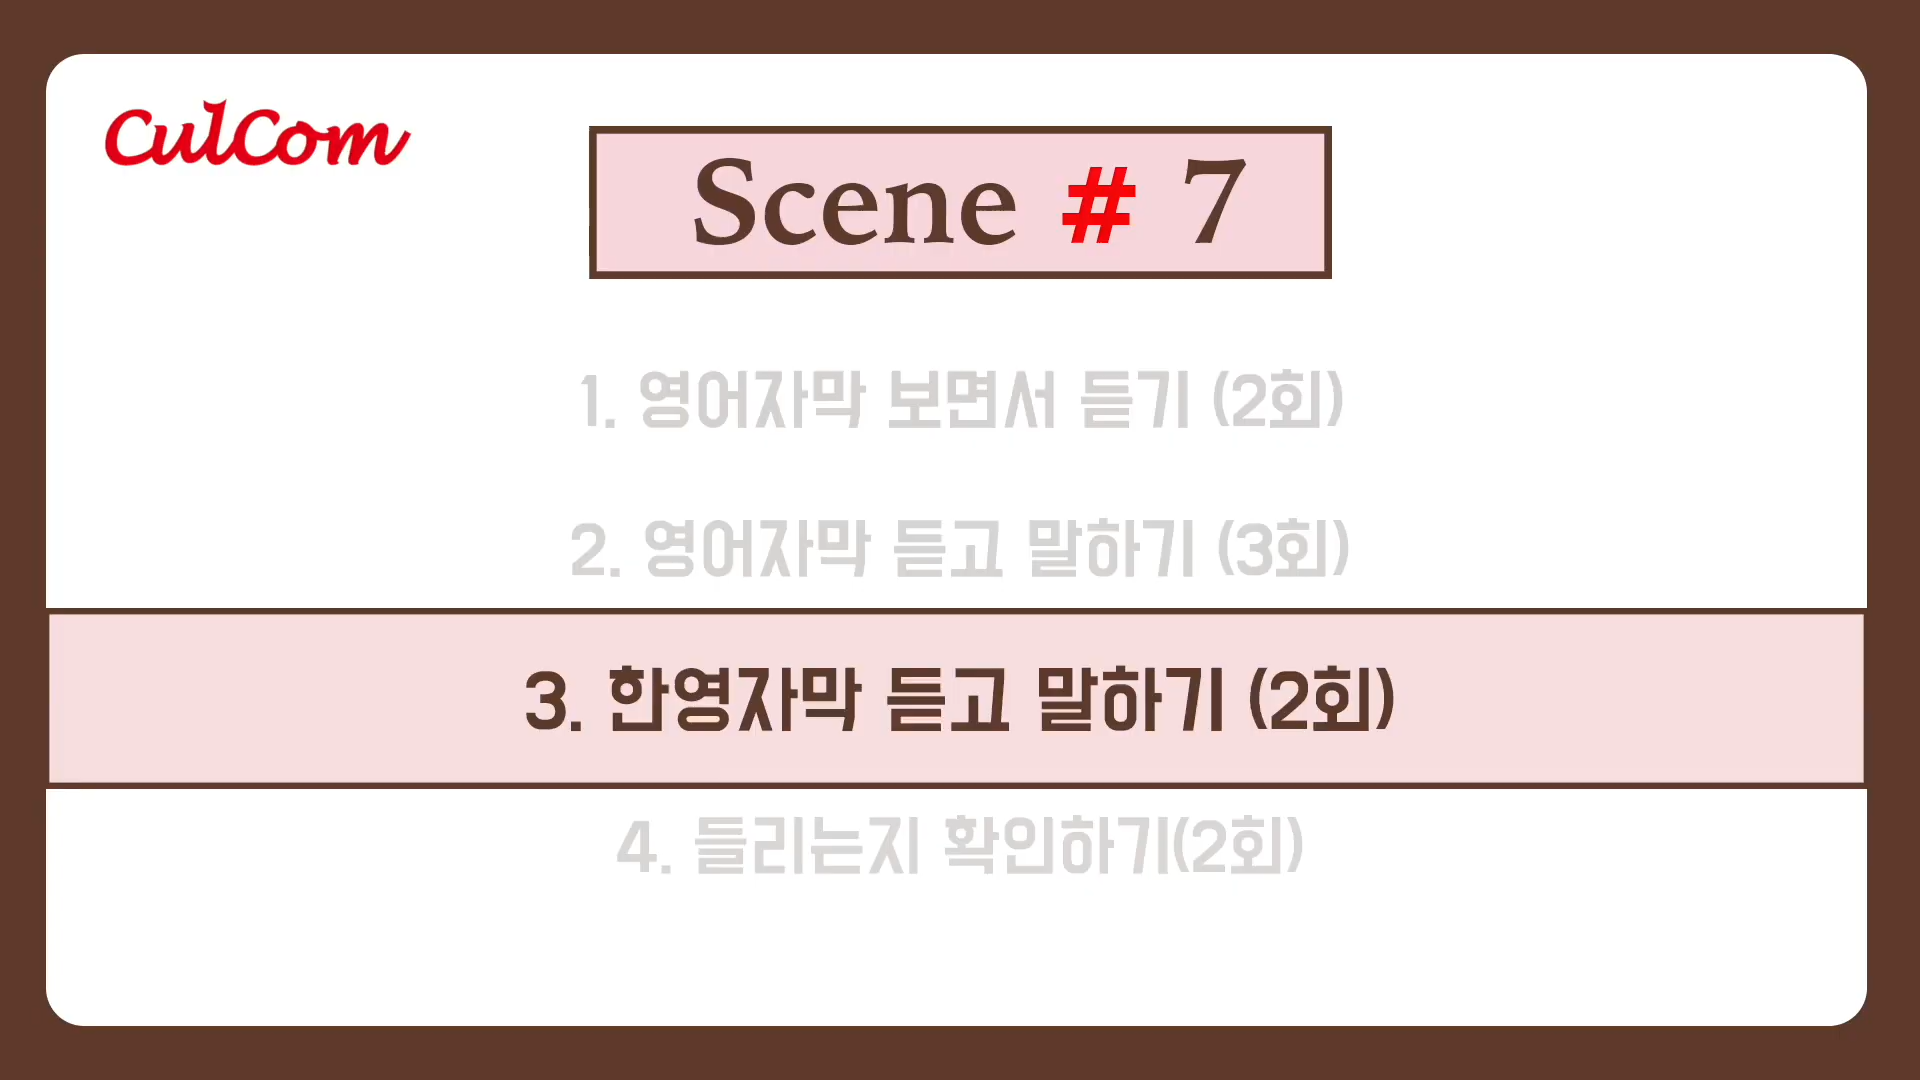 CulCom
Scene # 7
1. 영어자막 보면서 듣기 (2회)
2. 영어자막 듣고 말하기 (3회)
3. 한영자막 듣고 말하기 (2회)
4. 들리는지 확인하기(2회)